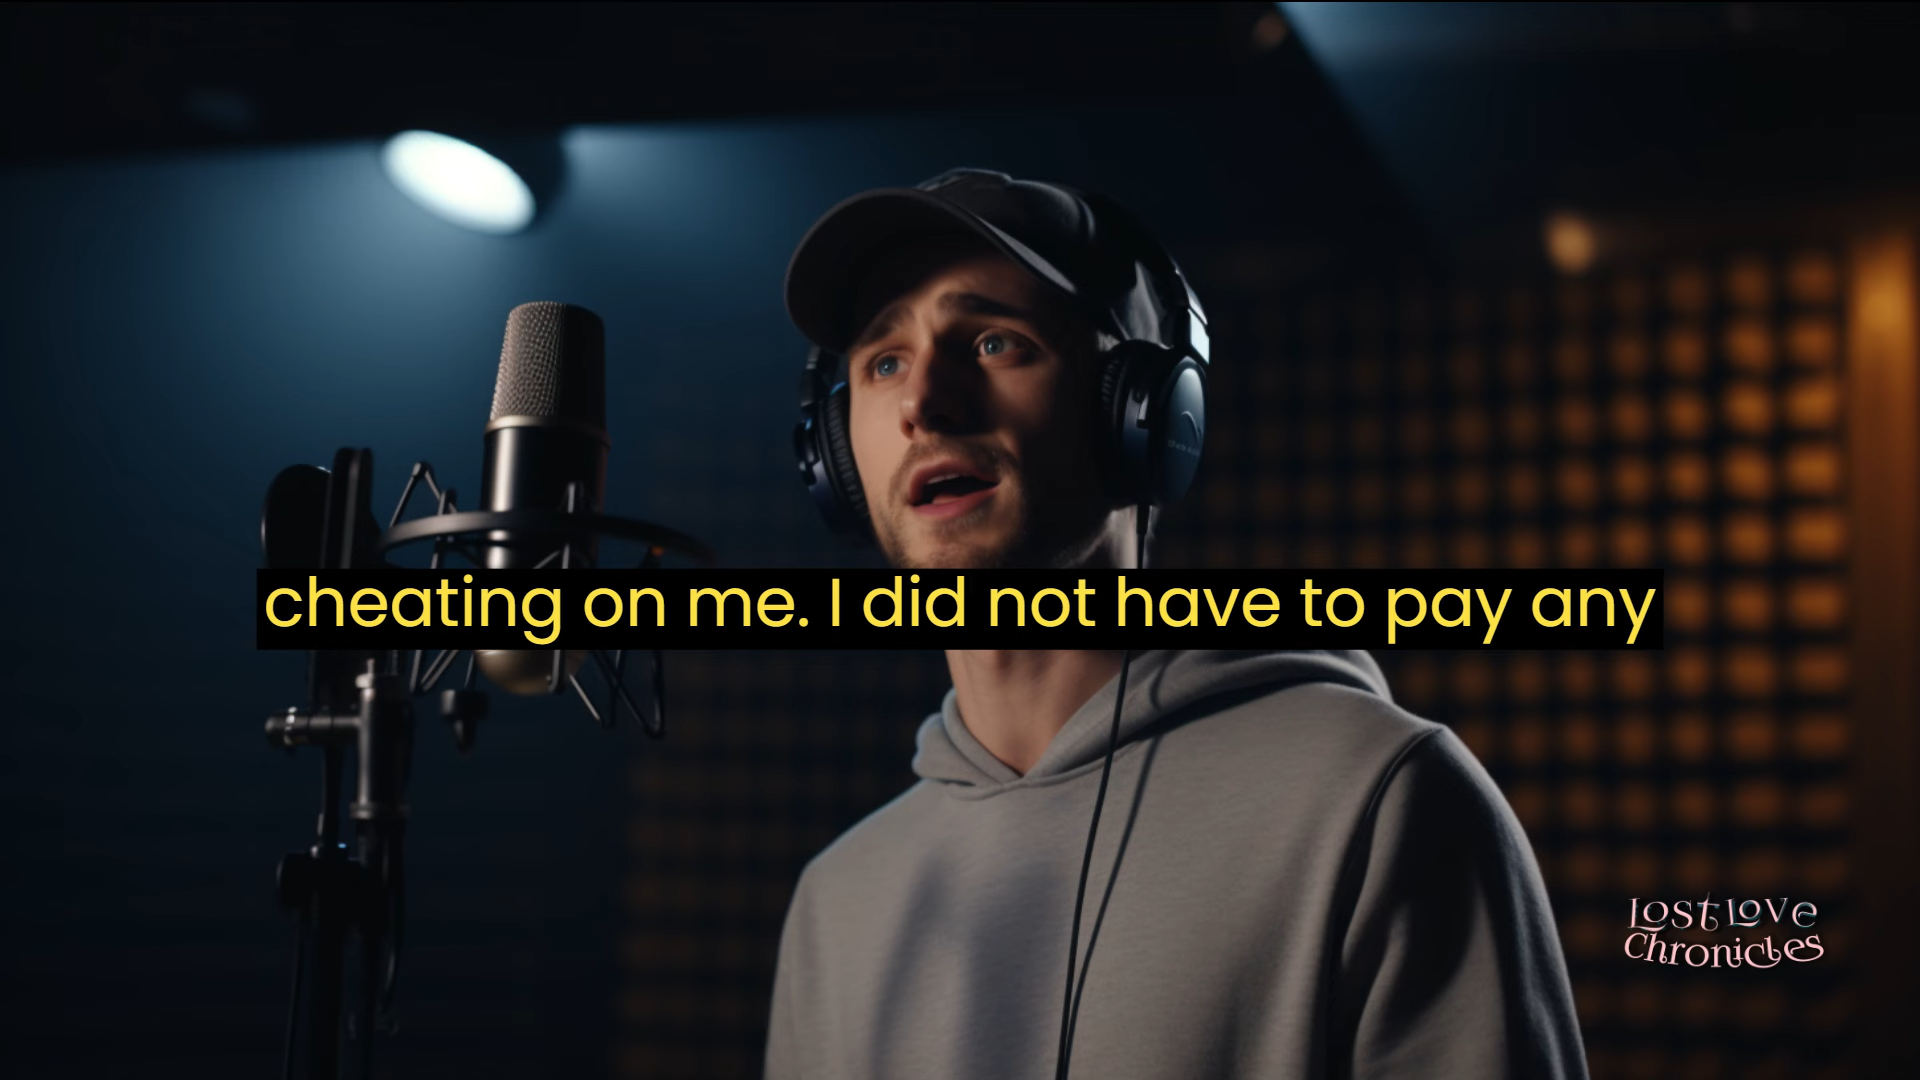 cheating on me. I did not have to pay any
Lost Love
Chronicles